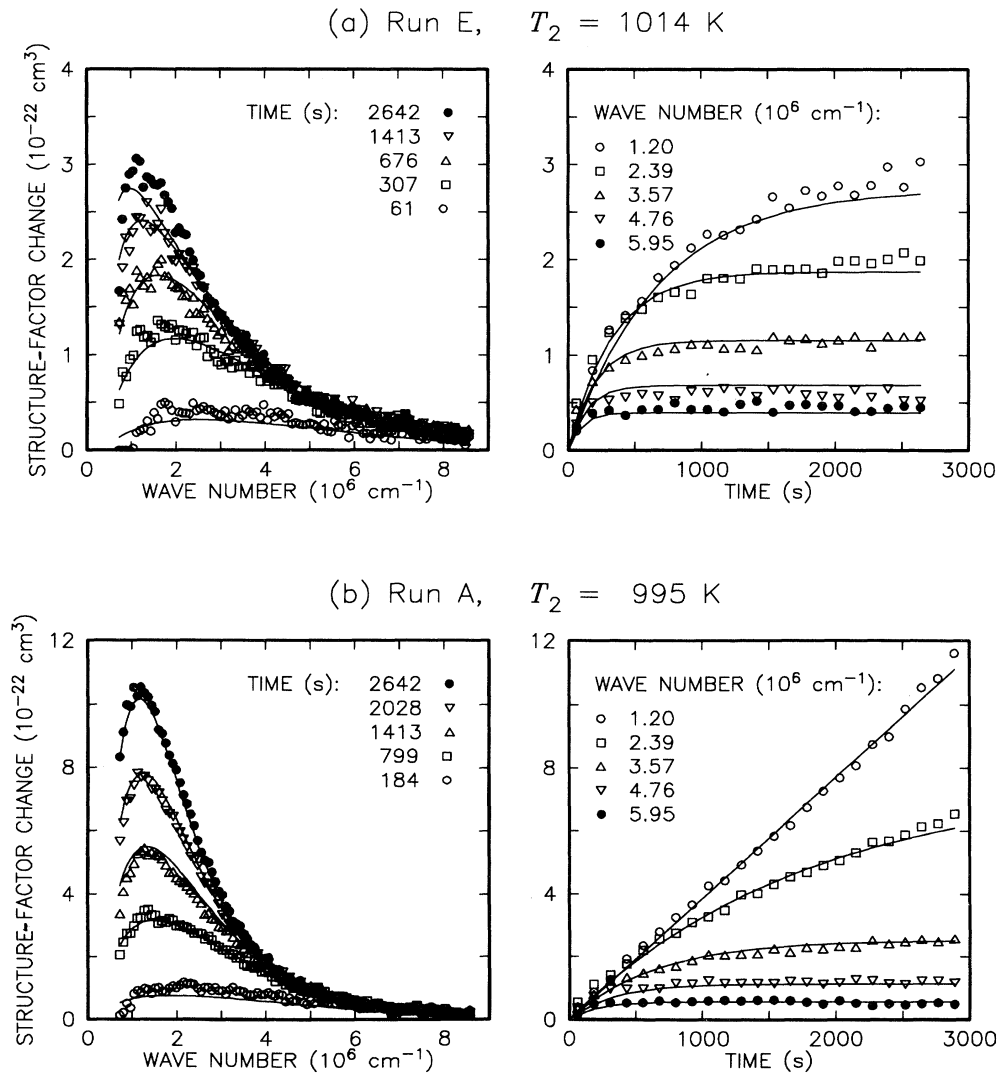 (a) Run E, T₂ = 1014 K
STRUCTURE-FACTOR CHANGE (10⁻²² cm³)
4
3
2
1
0
TIME (s): 2642 ●
1413 ▽
676 △
307 □
61 ○
0 2 4 6 8
WAVE NUMBER (10⁶ cm⁻¹)
4
3
2
1
0
WAVE NUMBER (10⁶ cm⁻¹):
○ 1.20
□ 2.39
△ 3.57
▽ 4.76
● 5.95
0 1000 2000 3000
TIME (s)
(b) Run A, T₂ = 995 K
STRUCTURE-FACTOR CHANGE (10⁻²² cm³)
12
8
4
0
TIME (s): 2642 ●
2028 ▽
1413 △
799 □
184 ○
0 2 4 6 8
WAVE NUMBER (10⁶ cm⁻¹)
12
8
4
0
WAVE NUMBER (10⁶ cm⁻¹):
○ 1.20
□ 2.39
△ 3.57
▽ 4.76
● 5.95
0 1000 2000 3000
TIME (s)